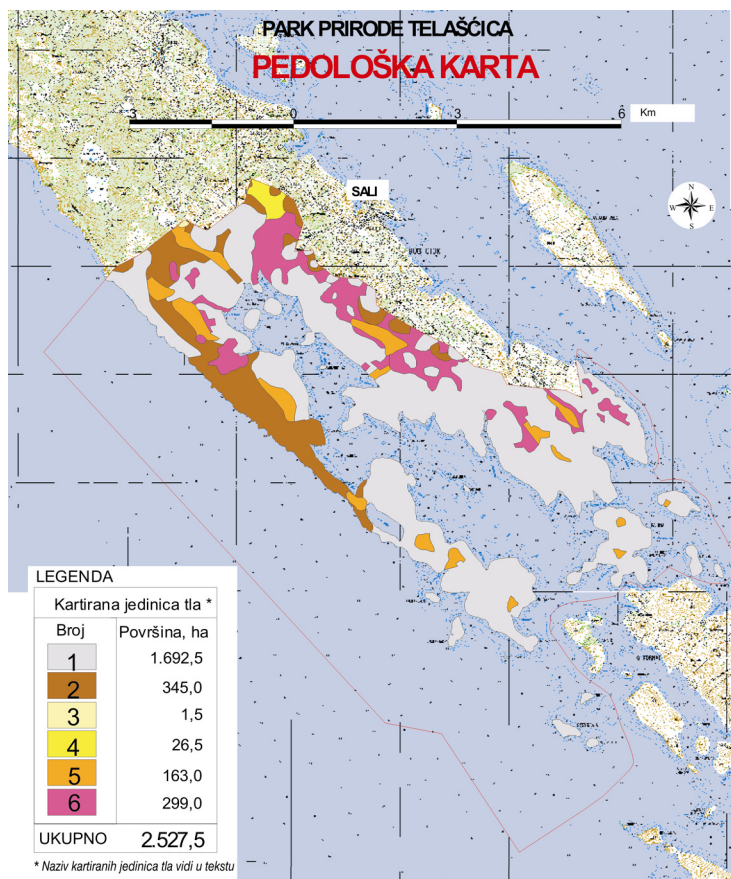 PARK PRIRODE TELAŠĆICA
PEDOLOŠKA KARTA
3 0 3 6 Km
SALI
N
W E
S
LEGENDA
Kartirana jedinica tla *
Broj Površina, ha
1 1.692,5
2 345,0
3 1,5
4 26,5
5 163,0
6 299,0
UKUPNO 2.527,5
* Naziv kartiranih jedinica tla vidi u tekstu